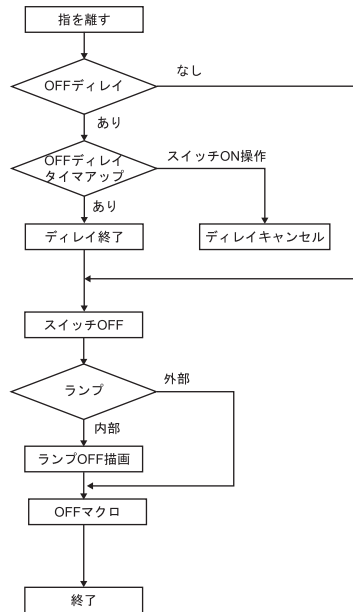 指を離す
OFFディレイ
なし
あり
OFFディレイ
タイマアップ
スイッチON操作
あり
ディレイ終了
ディレイキャンセル
スイッチOFF
ランプ
外部
内部
ランプOFF描画
OFFマクロ
終了